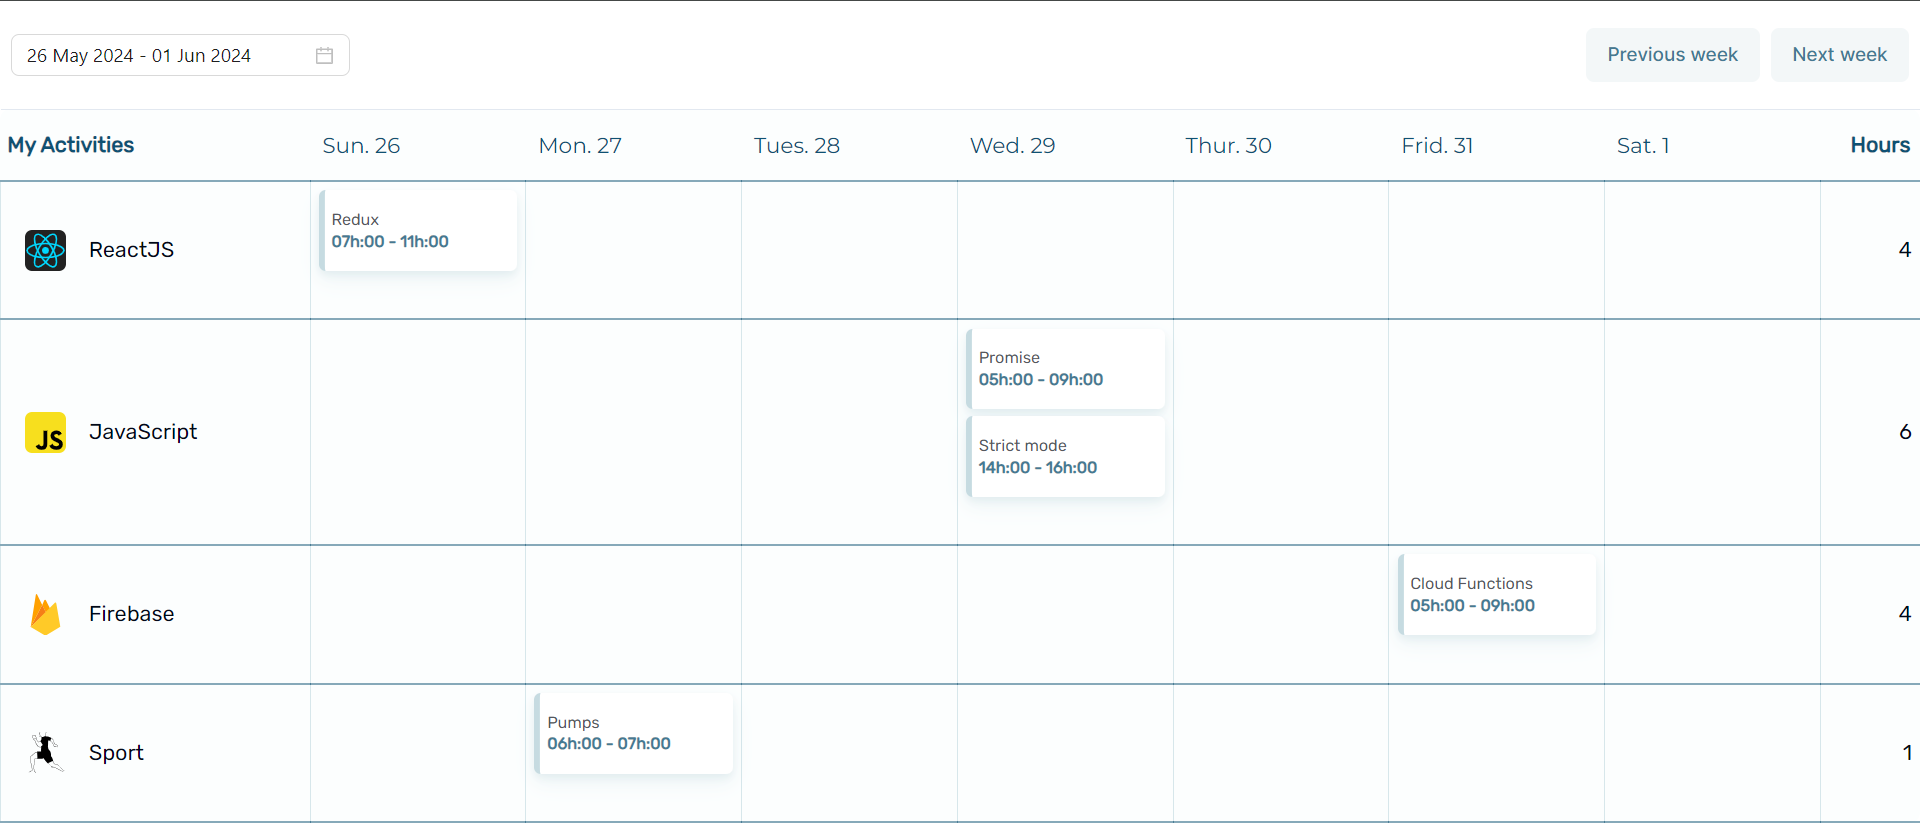 26 May 2024 - 01 Jun 2024
Previous week
Next week
My Activities
Sun. 26
Mon. 27
Tues. 28
Wed. 29
Thur. 30
Frid. 31
Sat. 1
Hours
ReactJS
Redux
07h:00 - 11h:00
4
JS
JavaScript
Promise
05h:00 - 09h:00
Strict mode
14h:00 - 16h:00
6
Firebase
Cloud Functions
05h:00 - 09h:00
4
Sport
Pumps
06h:00 - 07h:00
1